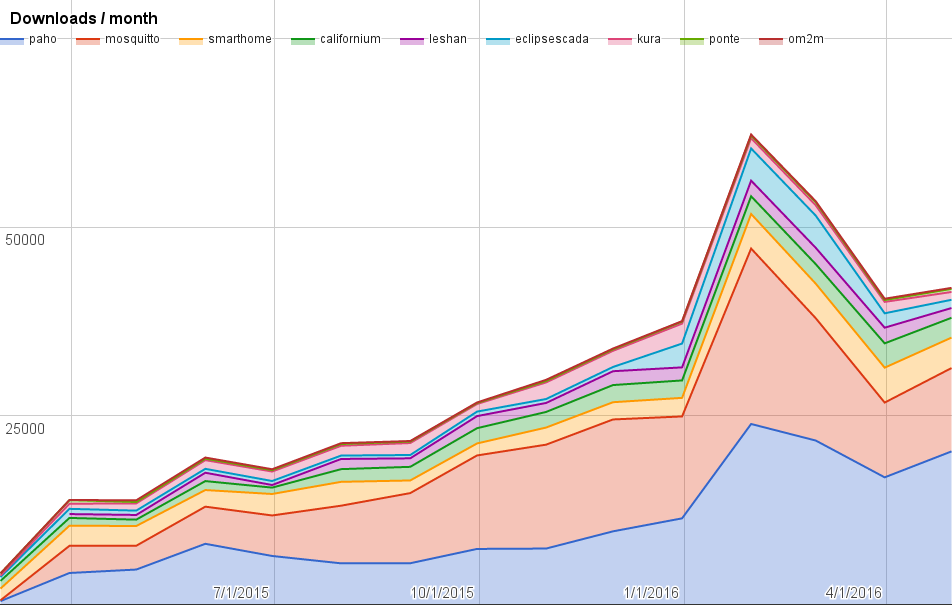 Downloads / month
paho mosquitto smarthome californium leshan eclipsescada kura ponte om2m
50000
25000
7/1/2015 10/1/2015 1/1/2016 4/1/2016